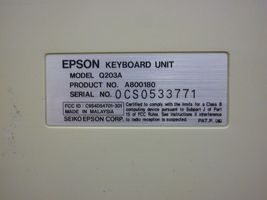 EPSON KEYBOARD UNIT
MODEL Q203A
PRODUCT NO. A800180
SERIAL NO. 0CS0533771
FCC ID : C9S4D54701-301
MADE IN MALAYSIA
SEIKO EPSON CORP.
Certified to comply with the limits for a Class B
computing device pursuant to Subpart J of Part
15 of FCC Rules. See instructions if interference
to radio reception is suspected.
PAT.P.